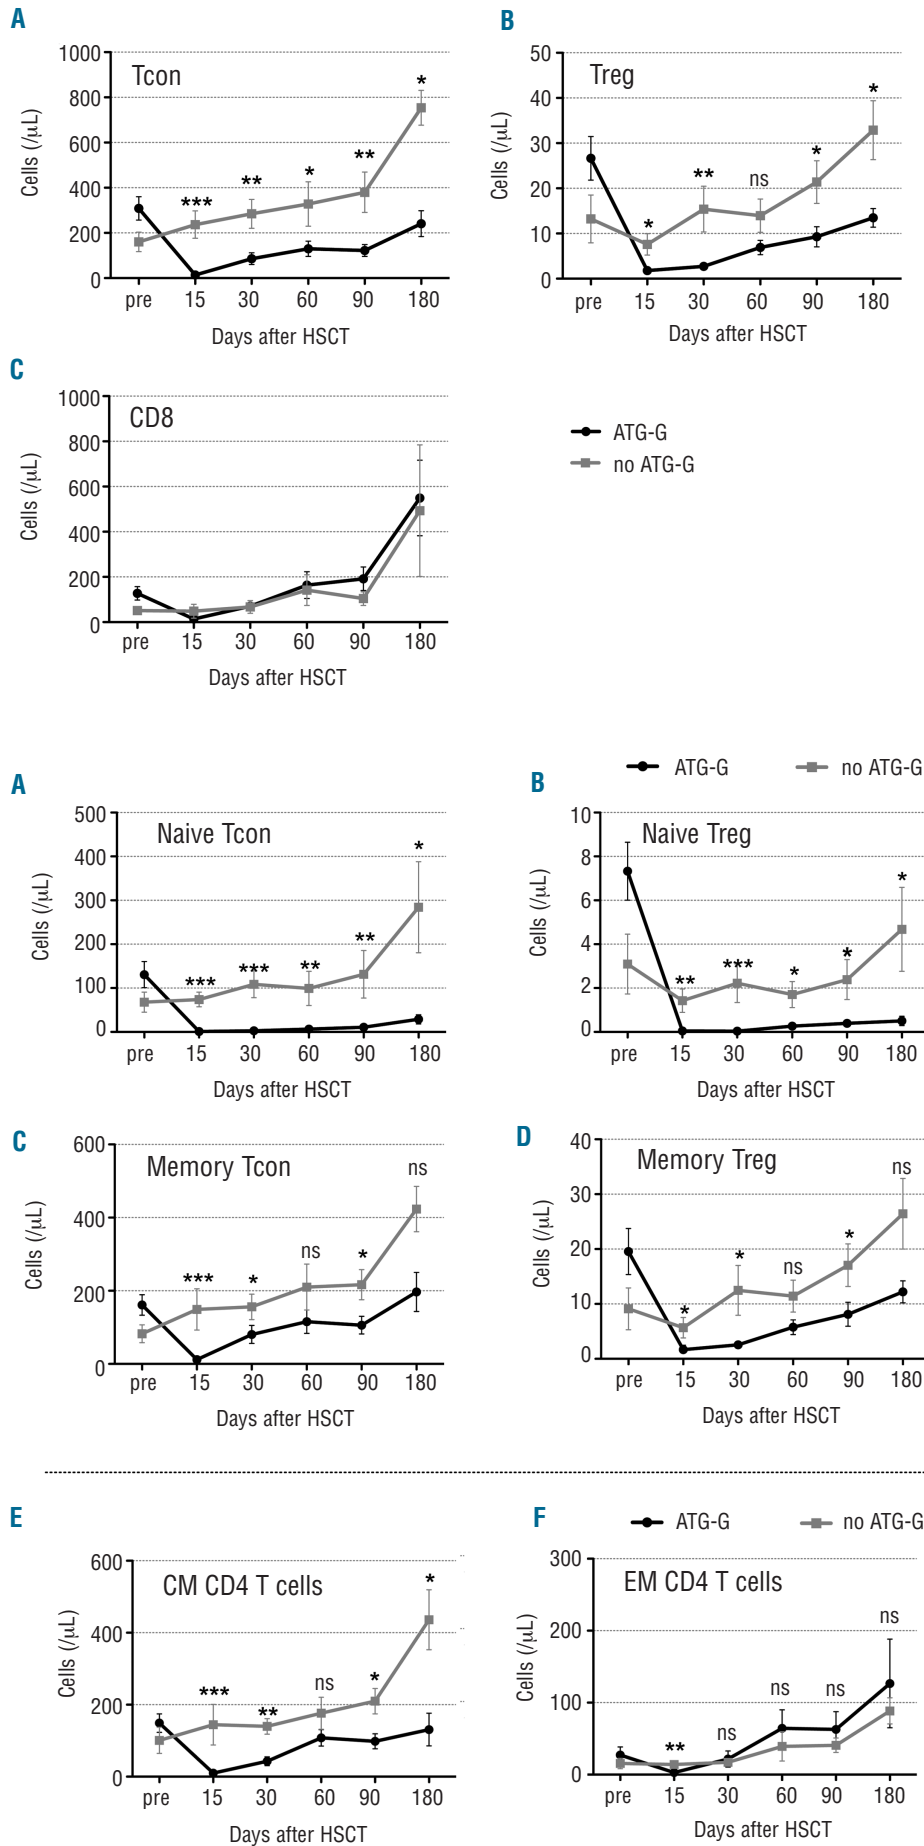 A
Tcon
Cells (/μL)
1000
800
600
400
200
0
*** ** * ** *
pre 15 30 60 90 180
Days after HSCT
B
Treg
Cells (/μL)
50
40
30
20
10
0
* ** ns * *
pre 15 30 60 90 180
Days after HSCT
C
CD8
Cells (/μL)
1000
800
600
400
200
0
pre 15 30 60 90 180
Days after HSCT
ATG-G
no ATG-G
A
Naive Tcon
Cells (/μL)
500
400
300
200
100
0
*** *** ** ** *
pre 15 30 60 90 180
Days after HSCT
ATG-G no ATG-G
B
Naive Treg
Cells (/μL)
10
8
6
4
2
0
** *** * * *
pre 15 30 60 90 180
Days after HSCT
C
Memory Tcon
Cells (/μL)
600
400
200
0
*** * ns * ns
pre 15 30 60 90 180
Days after HSCT
D
Memory Treg
Cells (/μL)
40
30
20
10
0
* * ns * ns
pre 15 30 60 90 180
Days after HSCT
E
CM CD4 T cells
Cells (/μL)
600
400
200
0
*** ** ns * *
pre 15 30 60 90 180
Days after HSCT
F
ATG-G no ATG-G
EM CD4 T cells
Cells (/μL)
300
200
100
0
** ns ns ns ns
pre 15 30 60 90 180
Days after HSCT